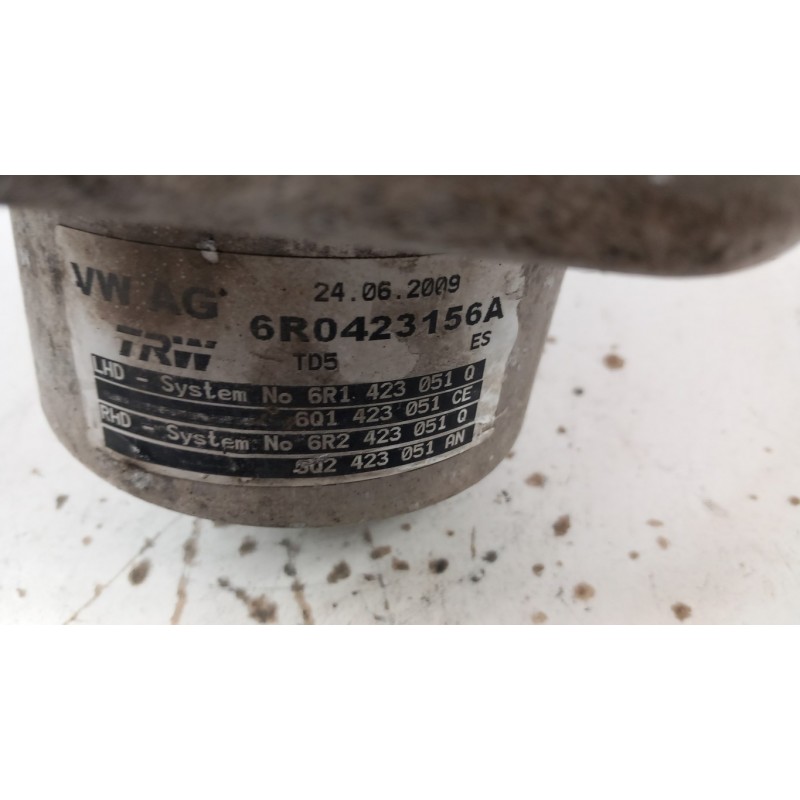 VW AG 24.06.2009
TRW 6R0423156A
TD5 ES
LHD - System No 6R1 423 051 Q
6Q1 423 051 CE
RHD - System No 6R2 423 051 Q
6Q2 423 051 AN